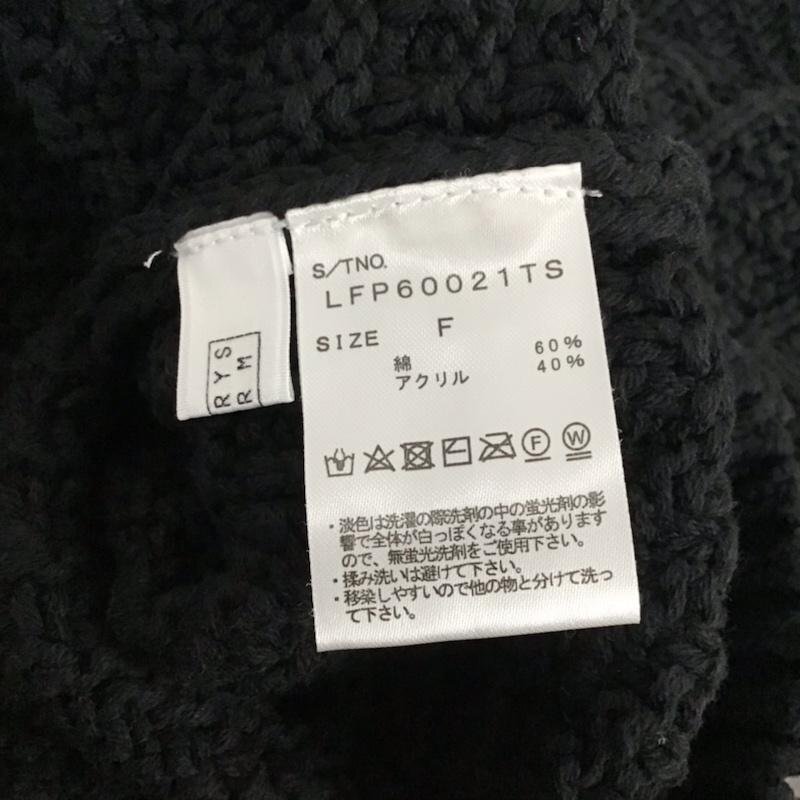 RYS
RM
S/TNO.
LFP60021TS
SIZE F
綿 60%
アクリル 40%
F W
・淡色は洗濯の際洗剤の中の蛍光剤の影
響で全体が白っぽくなる事があります
ので、無蛍光洗剤をご使用下さい。
・揉み洗いは避けて下さい。
・移染しやすいので他の物と分けて洗っ
て下さい。